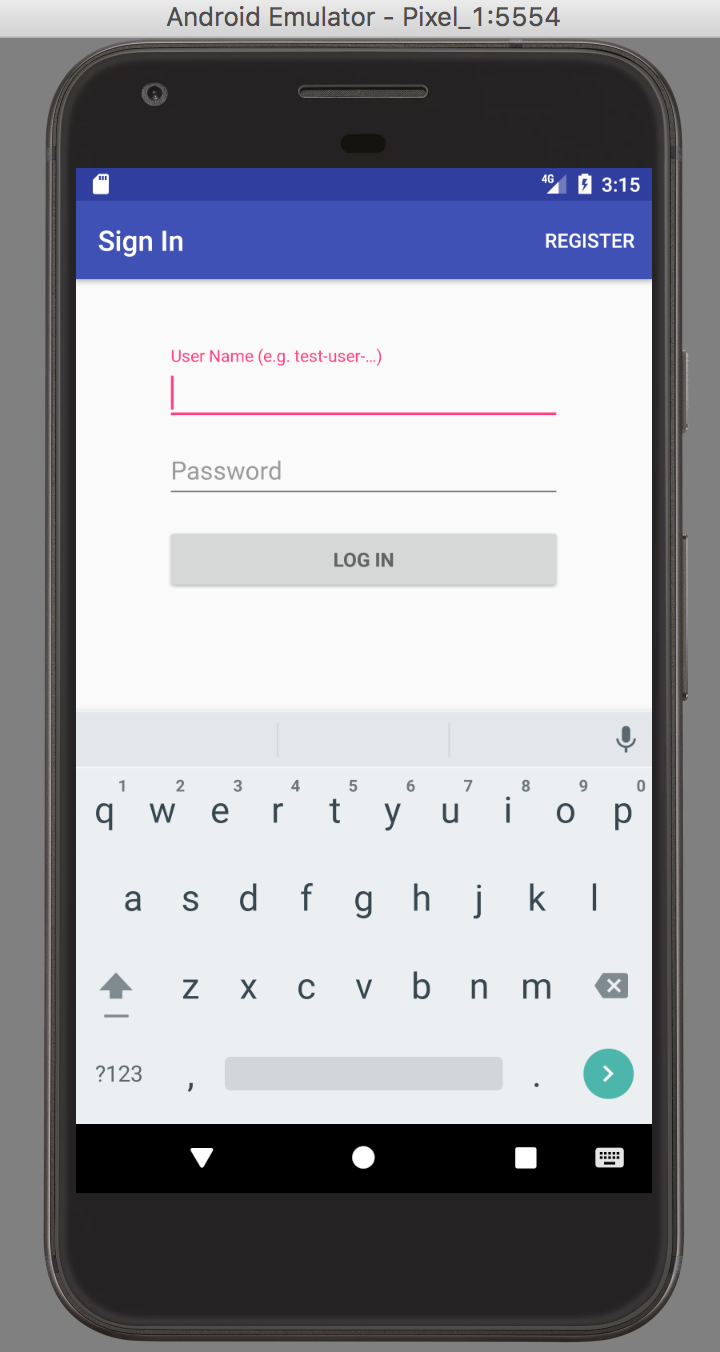 Android Emulator - Pixel_1:5554
4G 3:15
Sign In REGISTER
User Name (e.g. test-user-...)
Password
LOG IN
1 2 3 4 5 6 7 8 9 0
q w e r t y u i o p
a s d f g h j k l
z x c v b n m
?123 , .